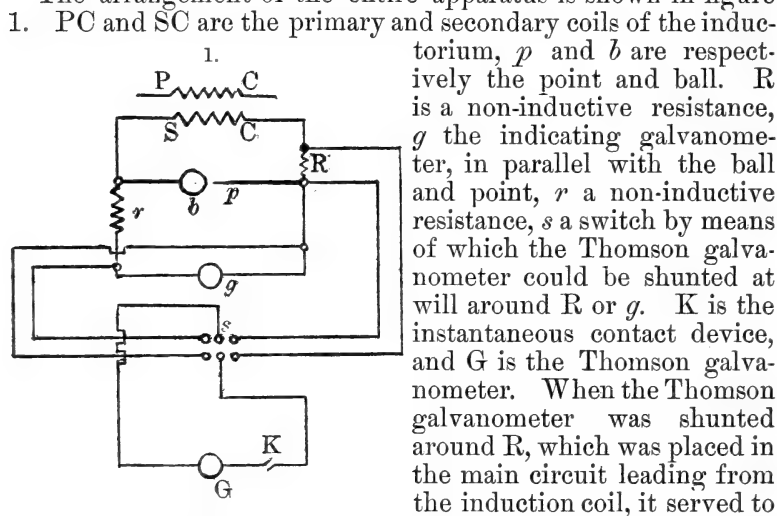 The arrangement of the entire apparatus is shown in figure
1. PC and SC are the primary and secondary coils of the induc-
torium, p and b are respect-
ively the point and ball. R
is a non-inductive resistance,
g the indicating galvanome-
ter, in parallel with the ball
and point, r a non-inductive
resistance, s a switch by means
of which the Thomson galva-
nometer could be shunted at
will around R or g. K is the
instantaneous contact device,
and G is the Thomson galva-
nometer. When the Thomson
galvanometer was shunted
around R, which was placed in
the main circuit leading from
the induction coil, it served to
1.
P C
S C
R
b p
r
g
s
K
G